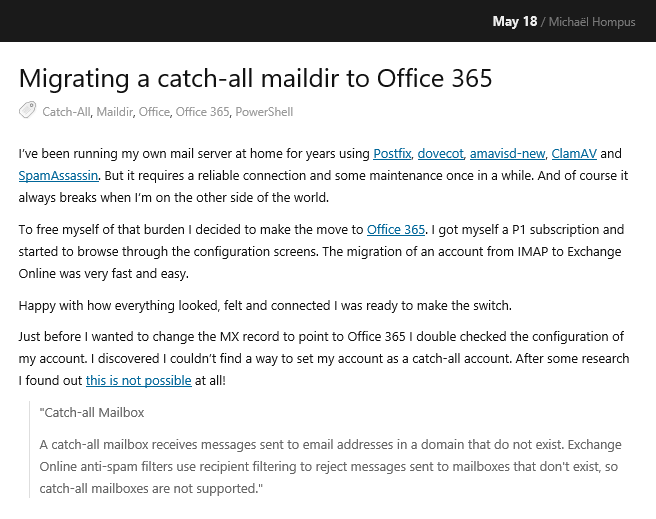 May 18 / Michaël Hompus
Migrating a catch-all maildir to Office 365
Catch-All, Maildir, Office, Office 365, PowerShell
I’ve been running my own mail server at home for years using Postfix, dovecot, amavisd-new, ClamAV and
SpamAssassin. But it requires a reliable connection and some maintenance once in a while. And of course it
always breaks when I’m on the other side of the world.
To free myself of that burden I decided to make the move to Office 365. I got myself a P1 subscription and
started to browse through the configuration screens. The migration of an account from IMAP to Exchange
Online was very fast and easy.
Happy with how everything looked, felt and connected I was ready to make the switch.
Just before I wanted to change the MX record to point to Office 365 I double checked the configuration of
my account. I discovered I couldn’t find a way to set my account as a catch-all account. After some research
I found out this is not possible at all!
"Catch-all Mailbox
A catch-all mailbox receives messages sent to email addresses in a domain that do not exist. Exchange
Online anti-spam filters use recipient filtering to reject messages sent to mailboxes that don't exist, so
catch-all mailboxes are not supported."